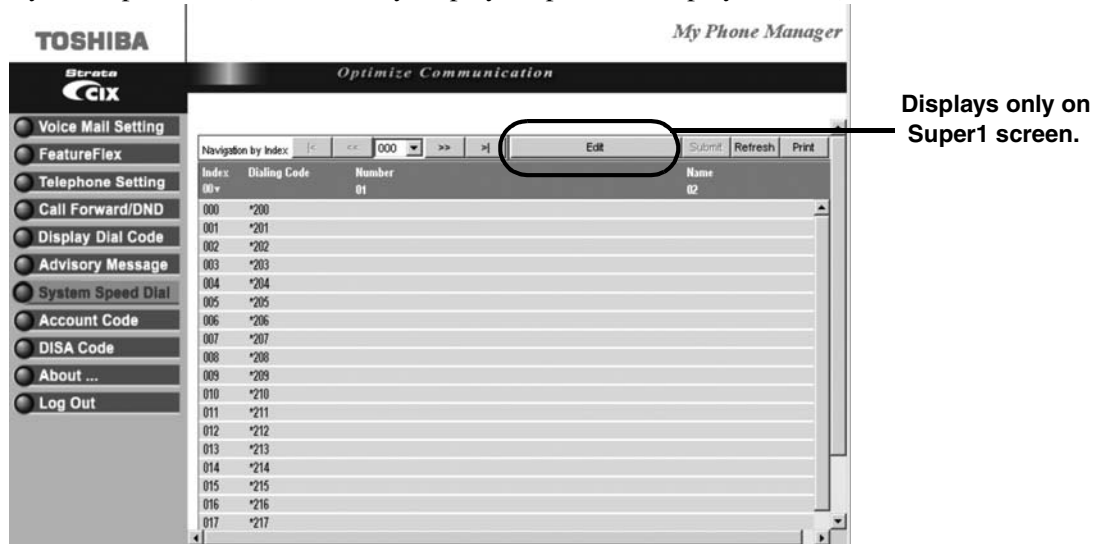 My Phone Manager
TOSHIBA
Strata
CIX
Optimize Communication
Displays only on
Super1 screen.
Voice Mail Setting
FeatureFlex
Telephone Setting
Call Forward/DND
Display Dial Code
Advisory Message
System Speed Dial
Account Code
DISA Code
About ...
Log Out
Navigation by Index |< << 000 >> >| Edit Submit Refresh Print
Index Dialing Code Number Name
00 01 02
000 *200
001 *201
002 *202
003 *203
004 *204
005 *205
006 *206
007 *207
008 *208
009 *209
010 *210
011 *211
012 *212
013 *213
014 *214
015 *215
016 *216
017 *217